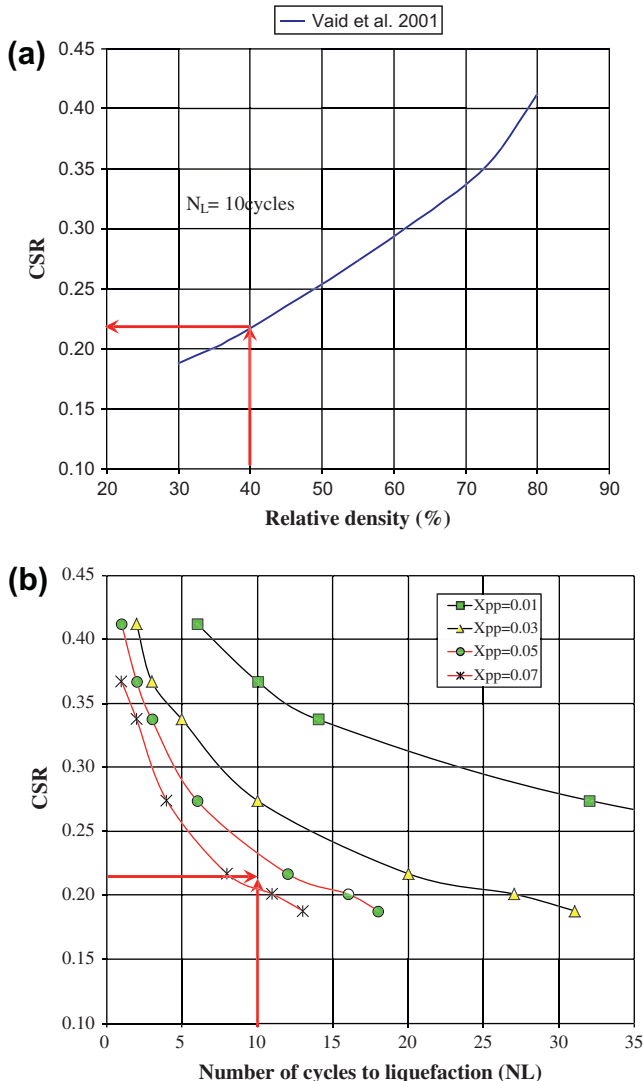 Vaid et al. 2001
(a)
0.45
0.40
0.35
0.30
0.25
0.20
0.15
0.10
CSR
N_L= 10cycles
20 30 40 50 60 70 80 90
Relative density (%)
(b)
0.45
0.40
0.35
0.30
0.25
0.20
0.15
0.10
CSR
Xpp=0.01
Xpp=0.03
Xpp=0.05
Xpp=0.07
0 5 10 15 20 25 30 35
Number of cycles to liquefaction (NL)